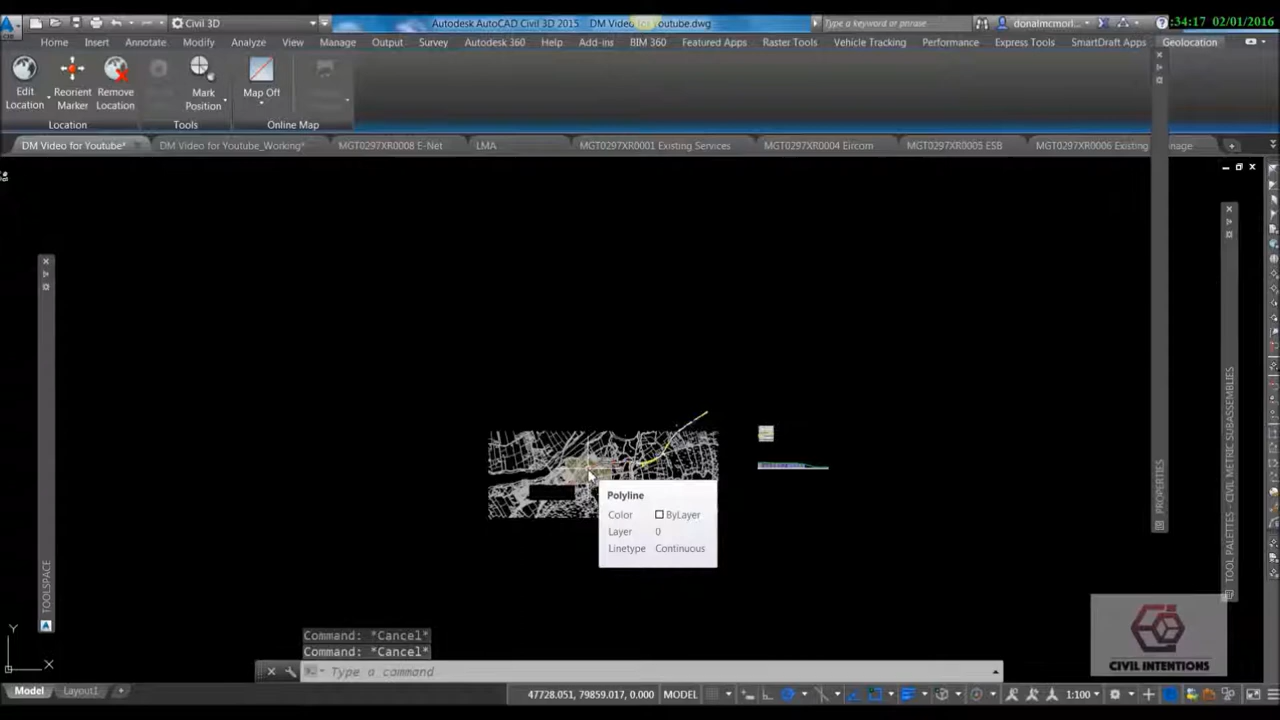 Civil 3D
Autodesk AutoCAD Civil 3D 2015 DM Video for Youtube.dwg
Type a keyword or phrase
donalmcmorl...
:34:17 02/01/2016
Home Insert Annotate Modify Analyze View Manage Output Survey Autodesk 360 Help Add-ins BIM 360 Featured Apps Raster Tools Vehicle Tracking Performance Express Tools SmartDraft Apps Geolocation
Edit Location
Reorient Marker
Remove Location
Mark Position
Map Off
Location Tools Online Map
DM Video for Youtube* DM Video for Youtube_Working* MGT0297XR0008 E-Net LMA MGT0297XR0001 Existing Services MGT0297XR0004 Eircom MGT0297XR0005 ESB MGT0297XR0006 Existing
TOOLSPACE
PROPERTIES
TOOL PALETTES - CIVIL METRIC SUBASSEMBLIES
Polyline
Color ByLayer
Layer 0
Linetype Continuous
Y
X
Command: *Cancel*
Command: *Cancel*
Type a command
CIVIL INTENTIONS
Model Layout1 +
47728.051, 79859.017, 0.000 MODEL 1:100